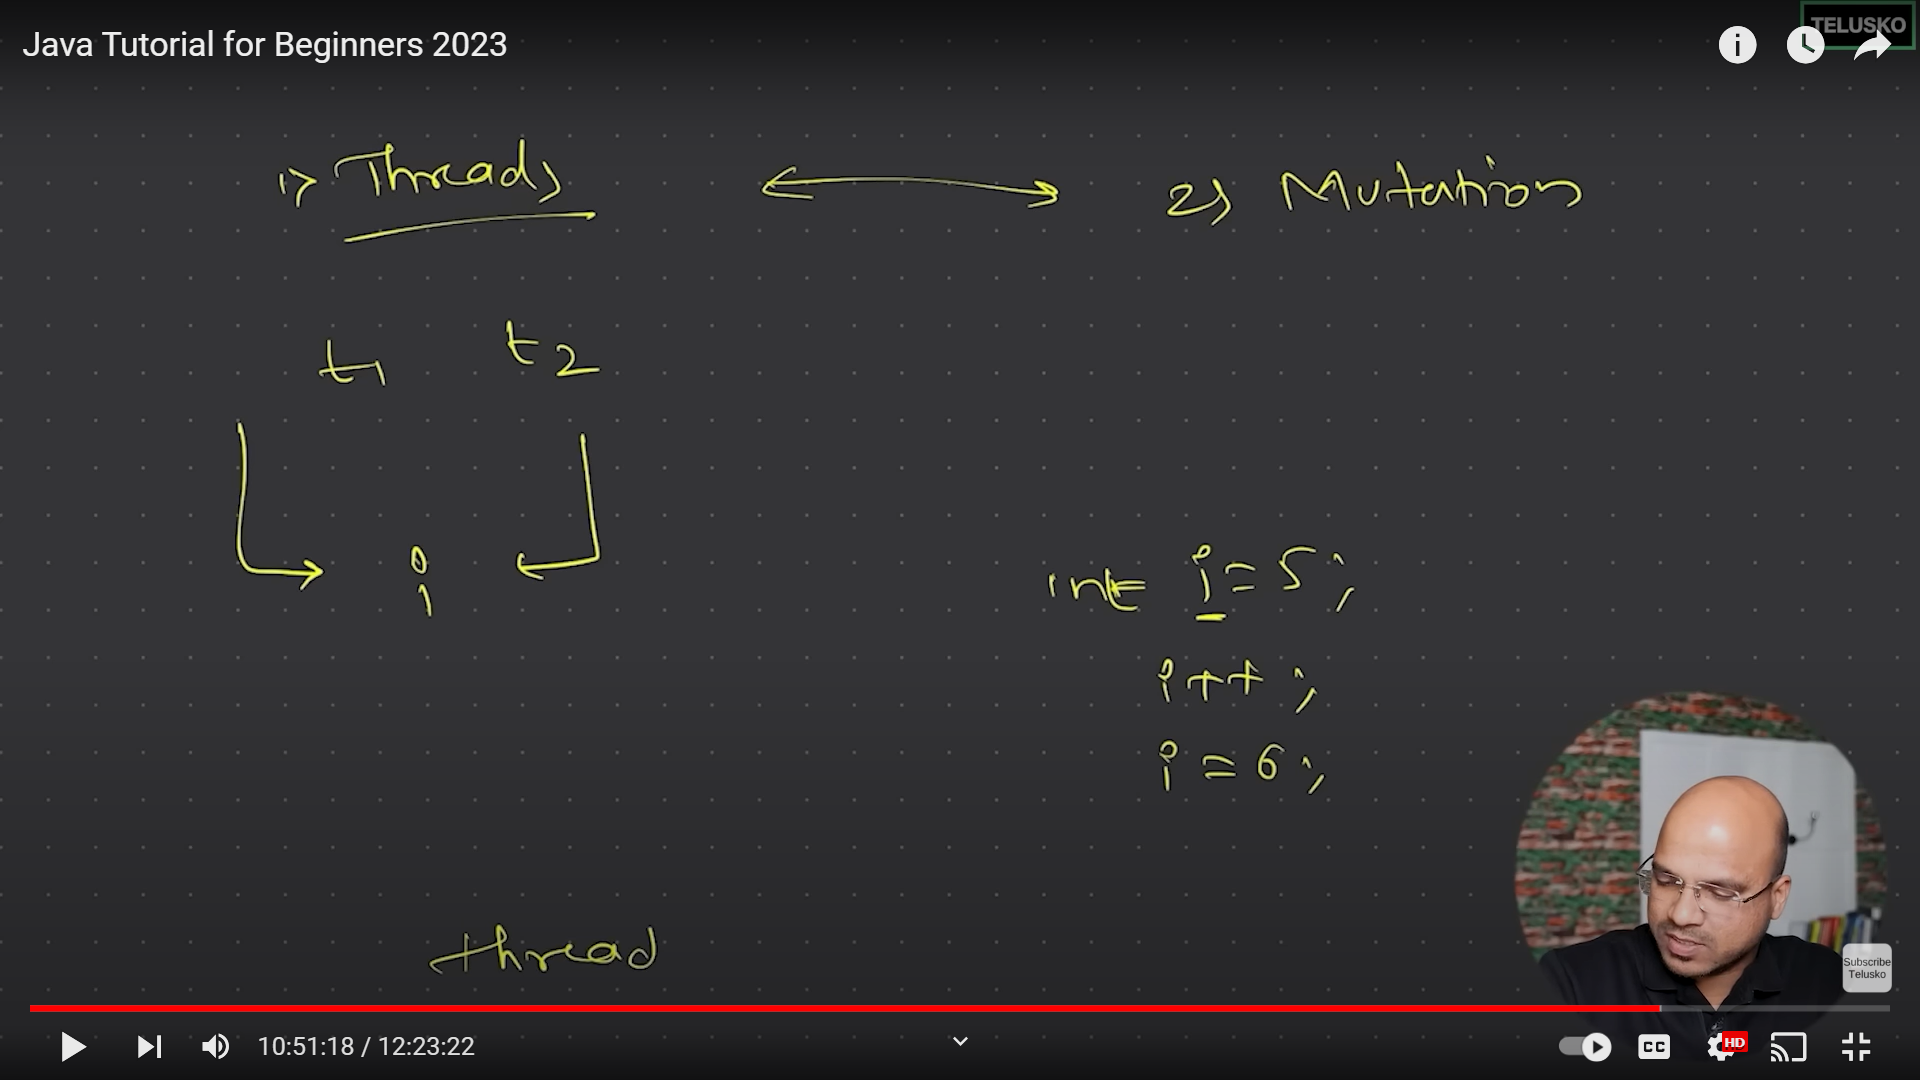 Java Tutorial for Beginners 2023
TELUSKO
1> Threads
2) Mutation
t1 t2
i
int i = 5;
i++;
i = 6;
thread
Subscribe
Telusko
10:51:18 / 12:23:22
CC
HD